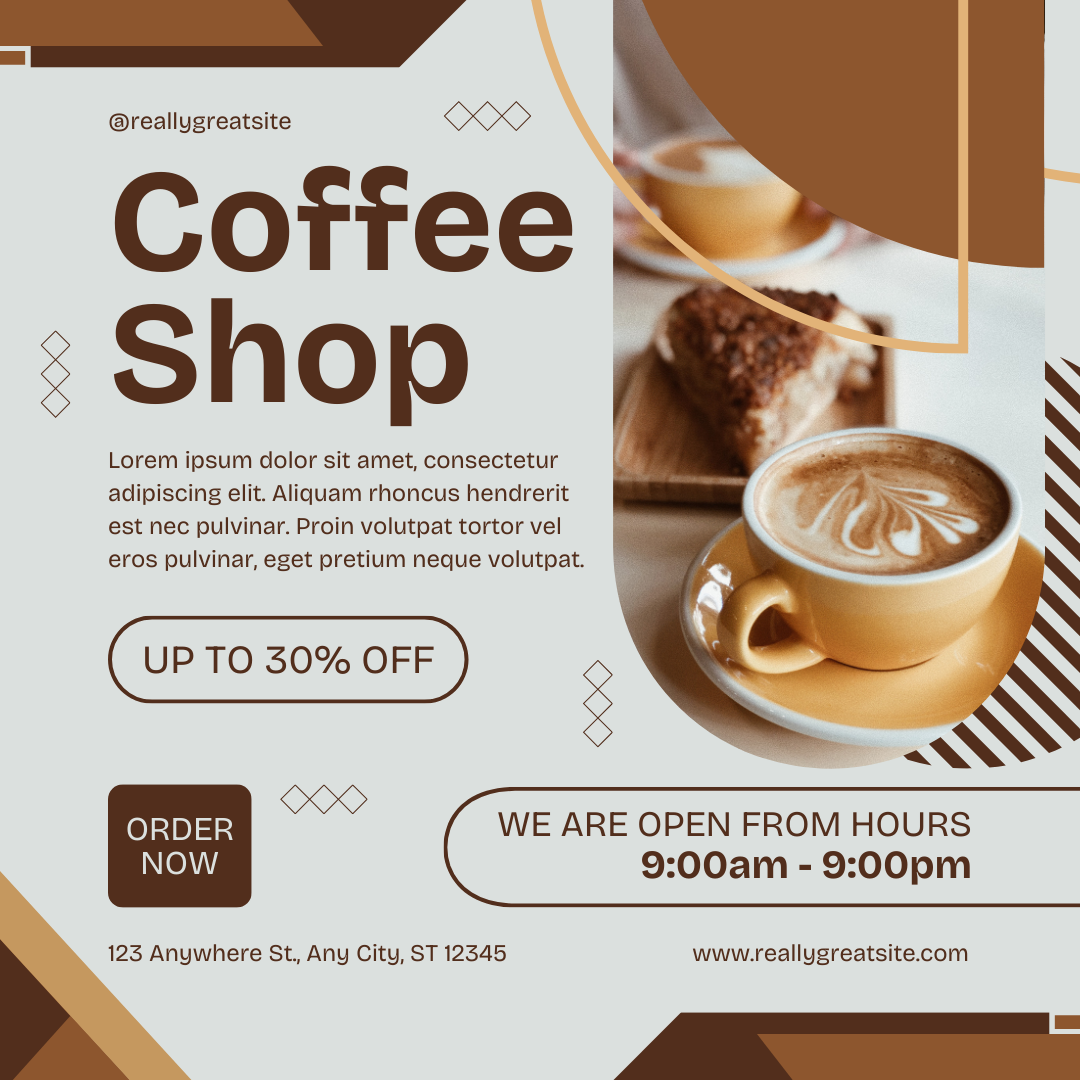 @reallygreatsite
Coffee
Shop
Lorem ipsum dolor sit amet, consectetur
adipiscing elit. Aliquam rhoncus hendrerit
est nec pulvinar. Proin volutpat tortor vel
eros pulvinar, eget pretium neque volutpat.
UP TO 30% OFF
ORDER
NOW
WE ARE OPEN FROM HOURS
9:00am - 9:00pm
123 Anywhere St., Any City, ST 12345
www.reallygreatsite.com